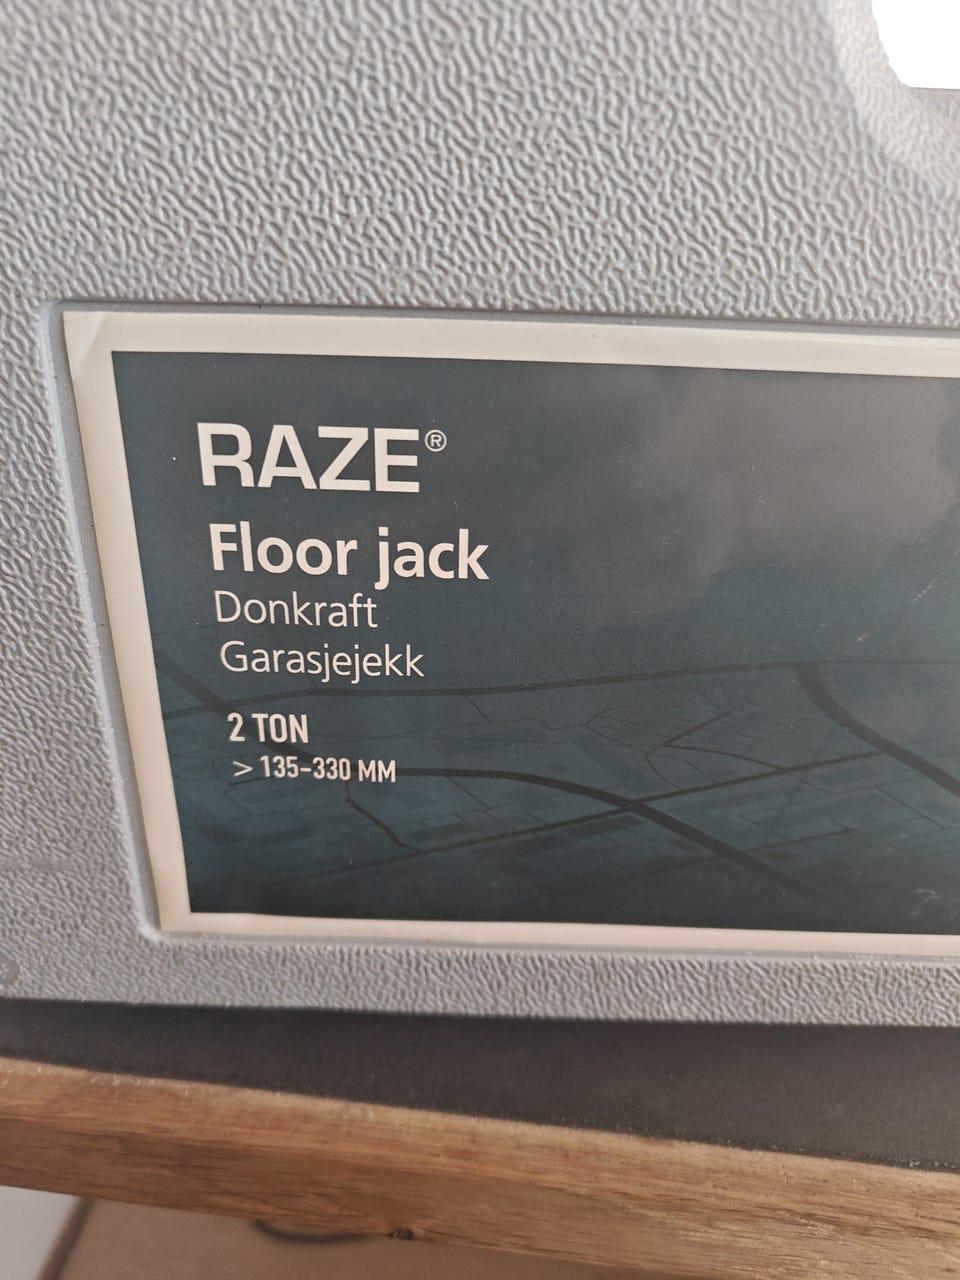 RAZE®
Floor jack
Donkraft
Garasjejekk
2 TON
> 135-330 MM